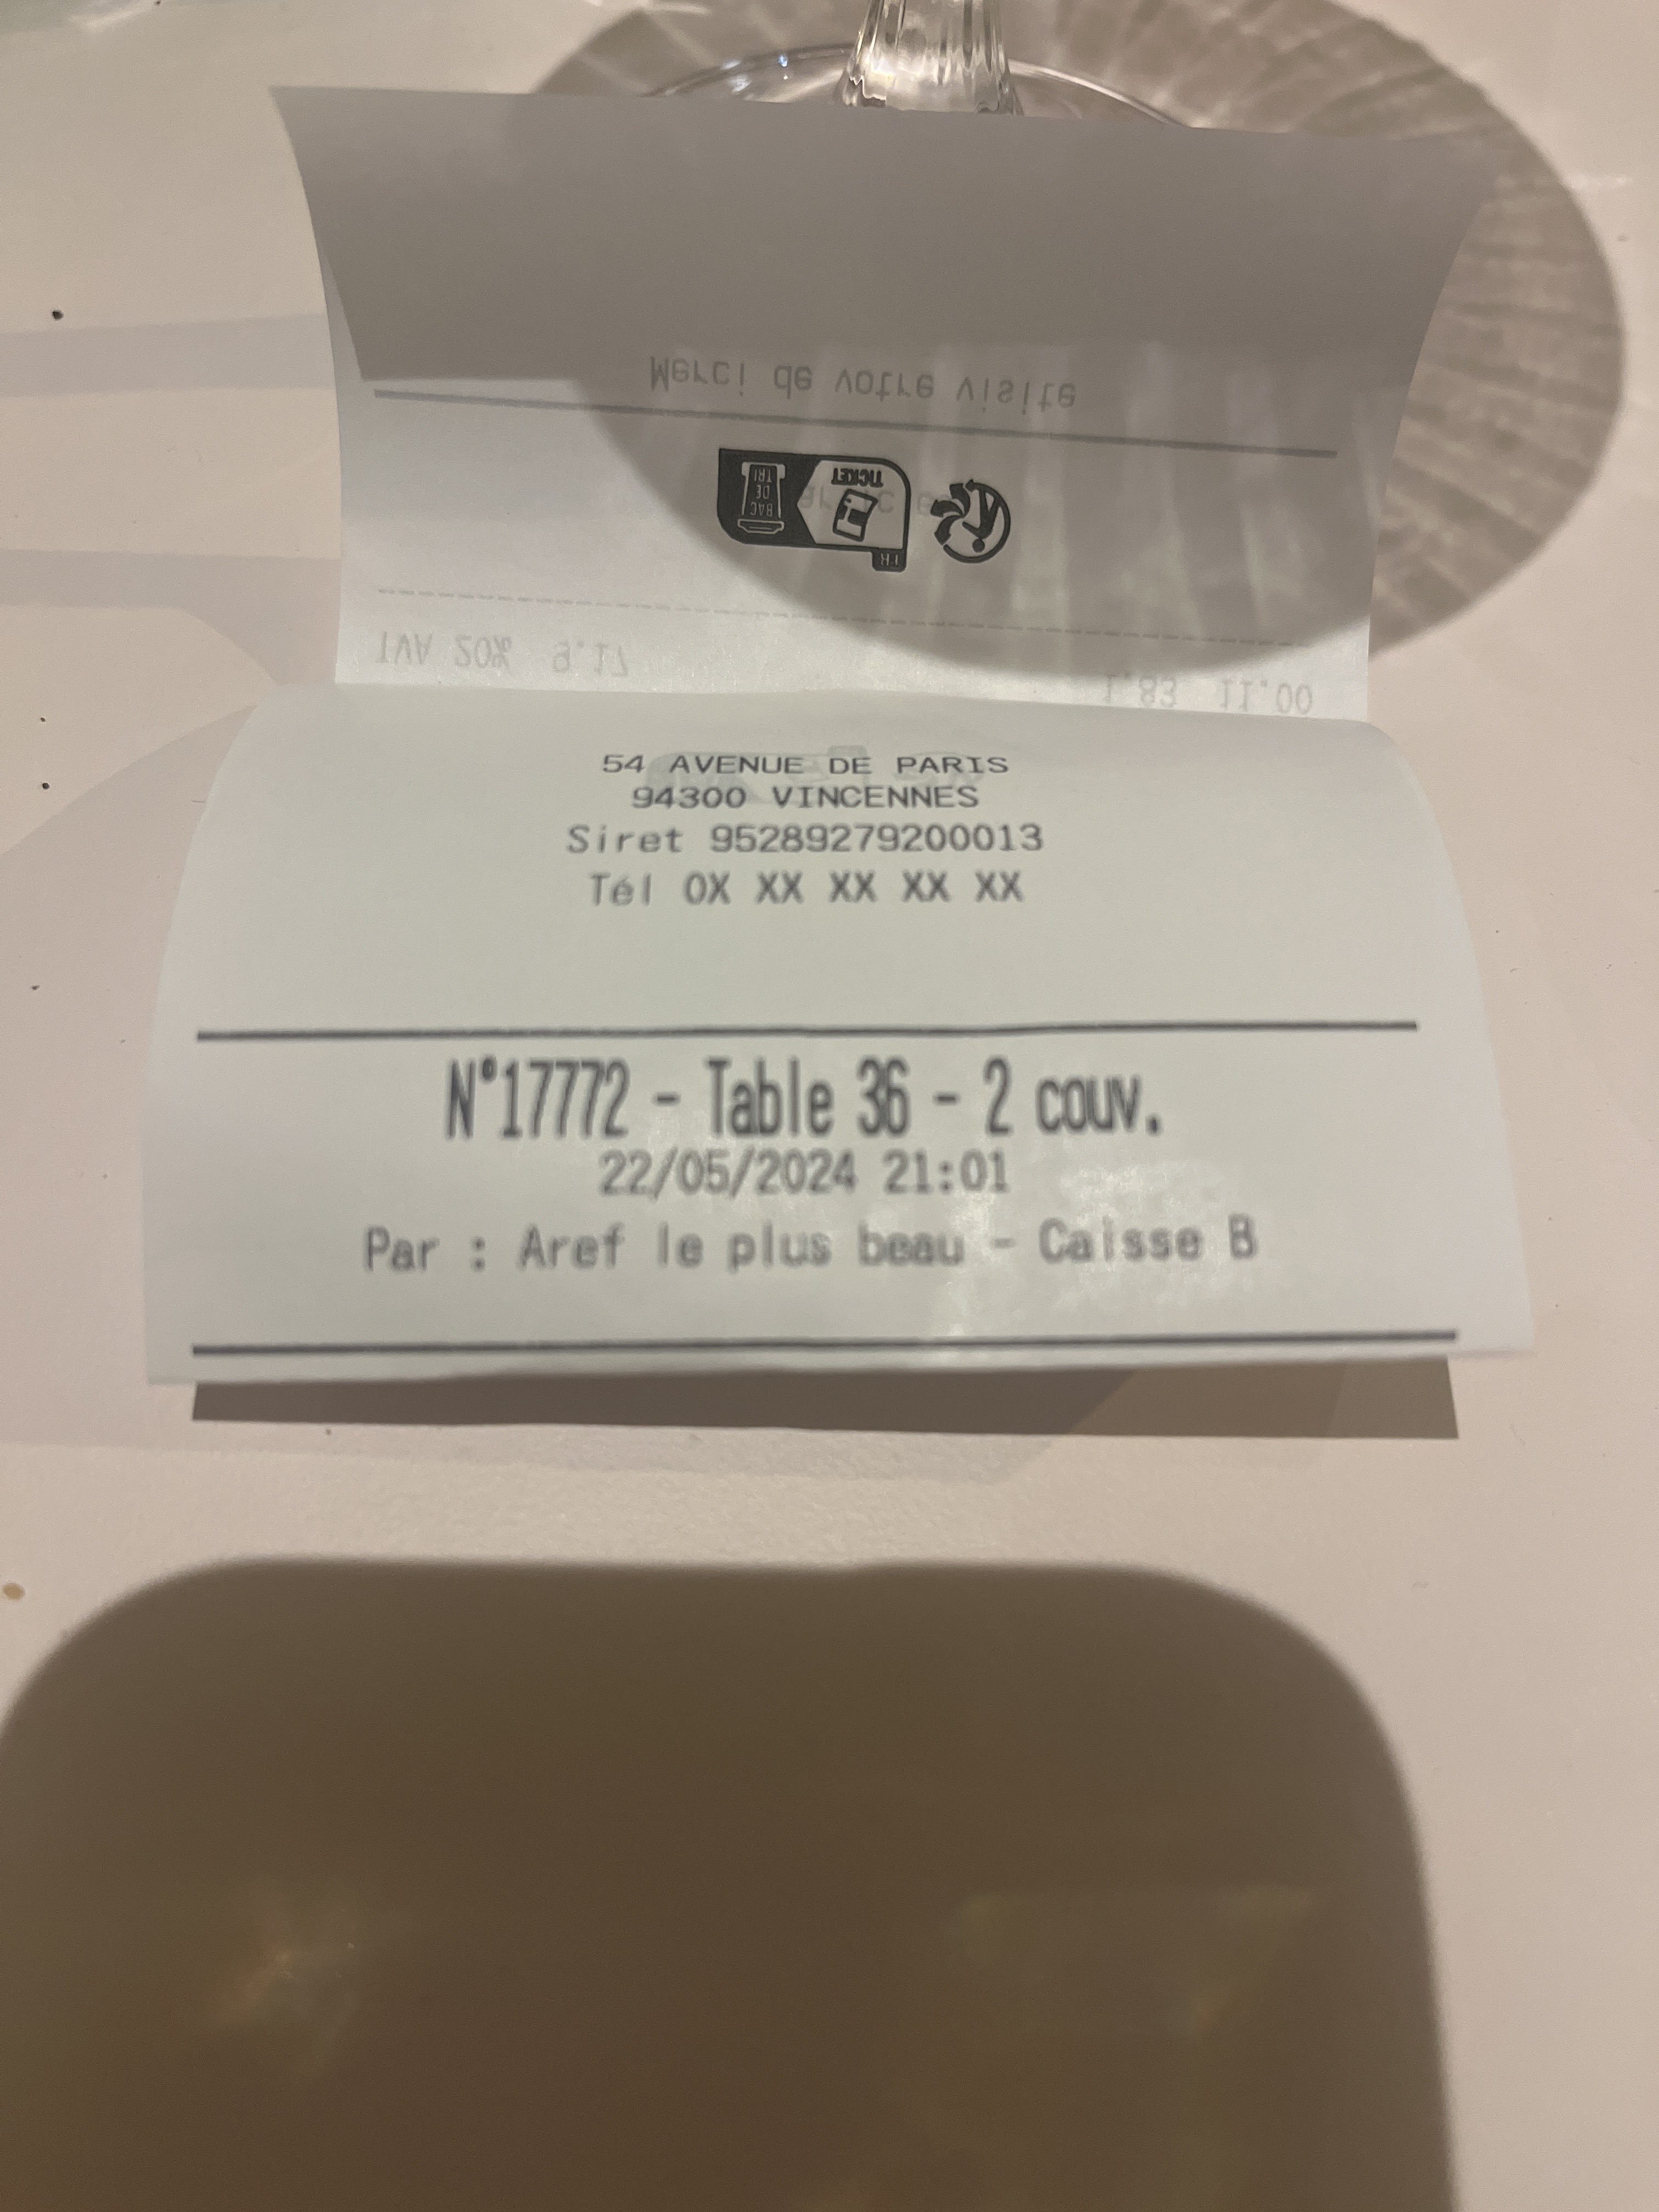 Merci de votre visite
FR
TICKET
BAC
DE
TRI
TVA 20% 9.17 1.83 11.00
54 AVENUE DE PARIS
94300 VINCENNES
Siret 95289279200013
Tél 0X XX XX XX XX
N°17772 - Table 36 - 2 couv.
22/05/2024 21:01
Par : Aref le plus beau - Caisse B